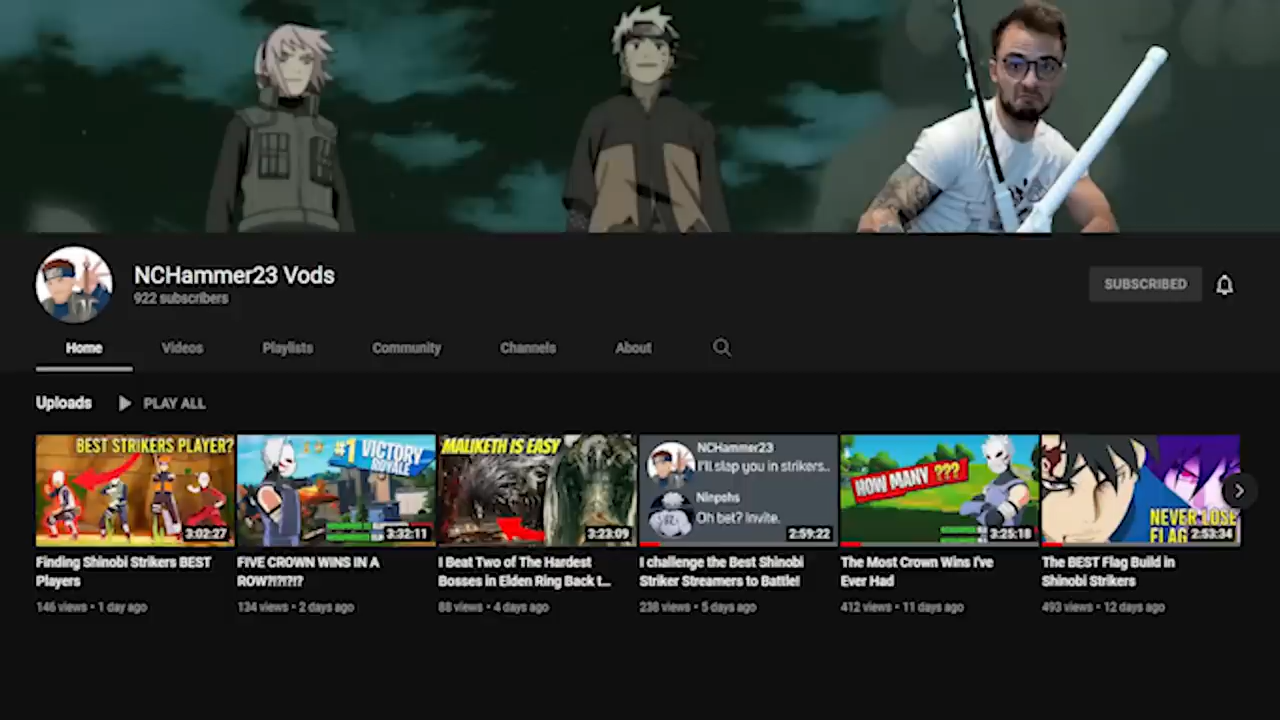 NCHammer23 Vods
922 subscribers
SUBSCRIBED
Home
Videos
Playlists
Community
Channels
About
Uploads
PLAY ALL
BEST STRIKERS PLAYER?
3:02:27
#1 VICTORY
ROYALE
3:32:11
MALIKETH IS EASY
3:23:09
NCHammer23
I'll slap you in strikers..
Ninpohs
Oh bet? Invite.
2:59:22
HOW MANY ???
3:25:18
NEVER LOSE
FLAG
2:53:34
Finding Shinobi Strikers BEST
Players
146 views • 1 day ago
FIVE CROWN WINS IN A
ROW?!?!?!?
134 views • 2 days ago
I Beat Two of The Hardest
Bosses in Elden Ring Back t...
88 views • 4 days ago
I challenge the Best Shinobi
Striker Streamers to Battle!
238 views • 5 days ago
The Most Crown Wins I've
Ever Had
412 views • 11 days ago
The BEST Flag Build in
Shinobi Strikers
493 views • 12 days ago